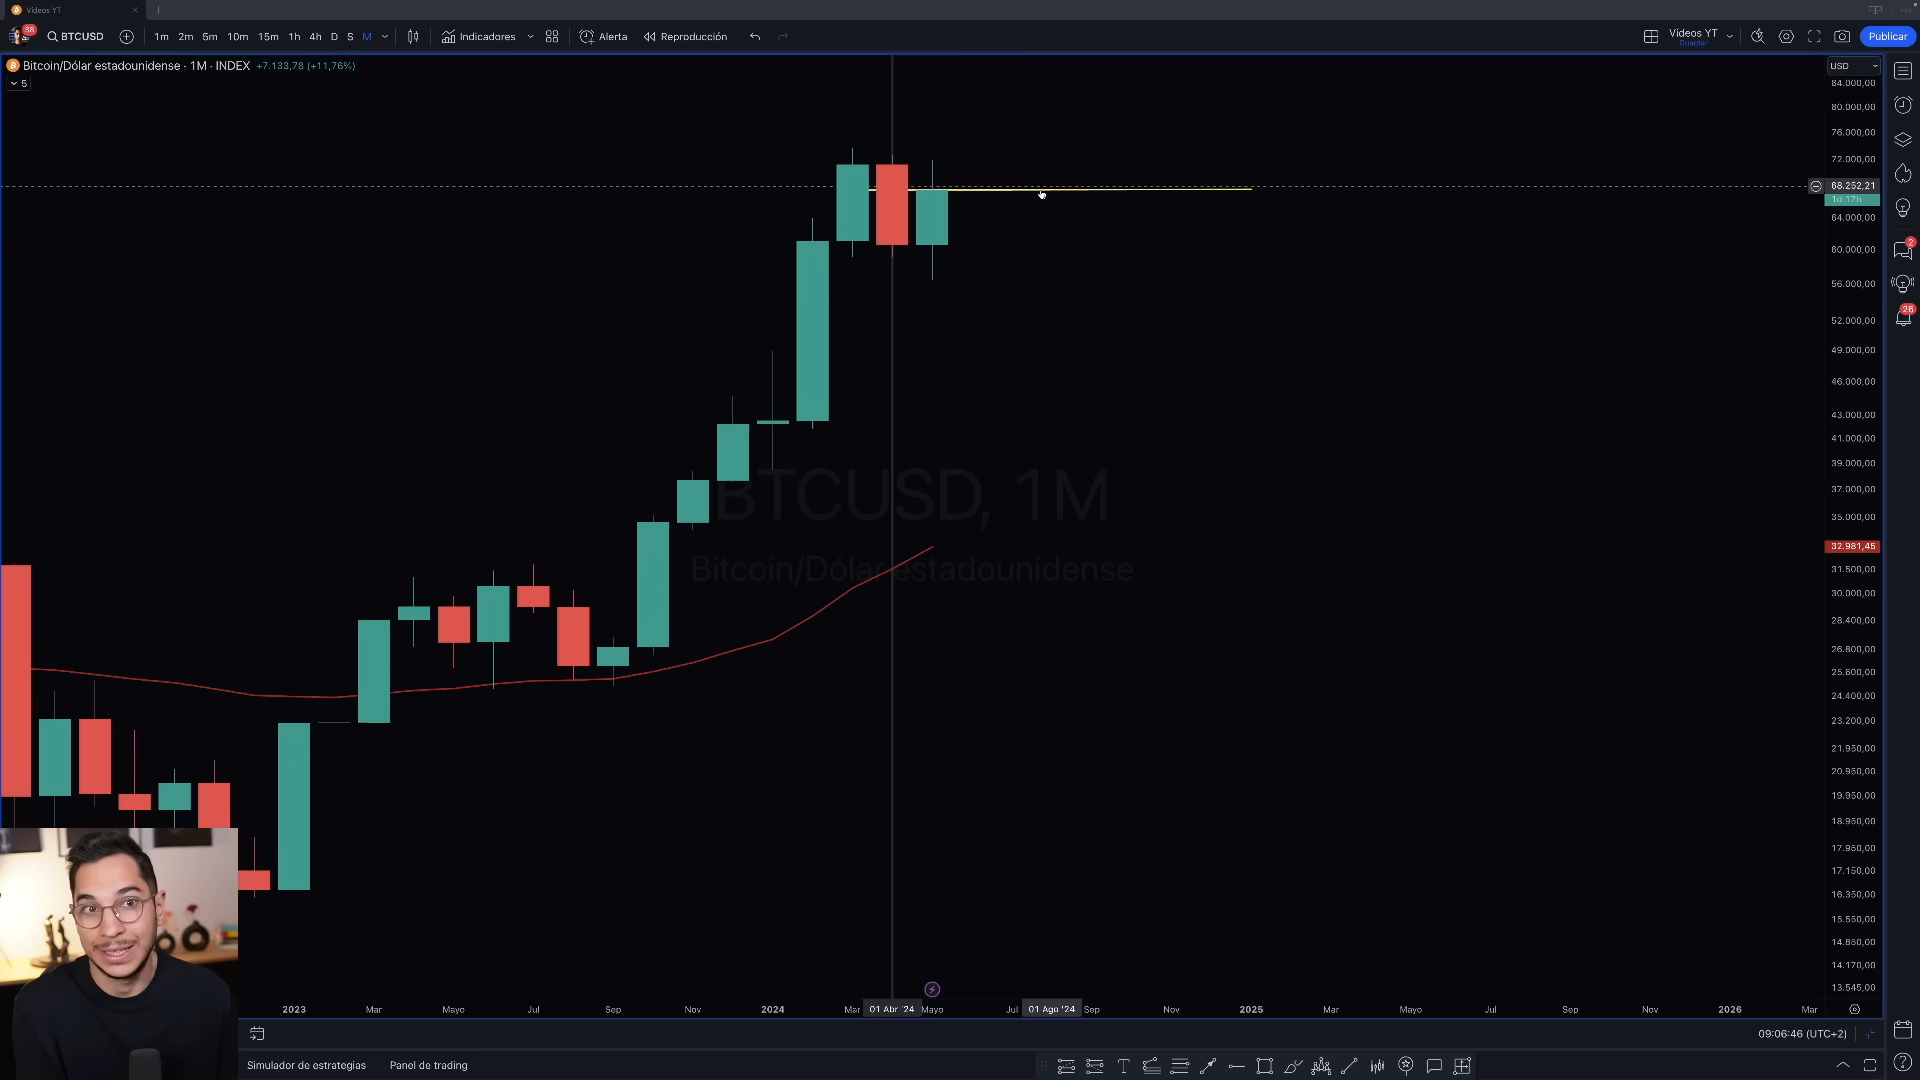 Vídeos YT
88
BTCUSD
1m 2m 5m 10m 15m 1h 4h D S M
Indicadores
Alerta
Reproducción
Vídeos YT
Guardar
Publicar
Bitcoin/Dólar estadounidense · 1M · INDEX +7.133,78 (+11,76%)
5
USD
84.000,00
80.000,00
76.000,00
72.000,00
68.252,21
1d 17h
64.000,00
60.000,00
56.000,00
52.000,00
49.000,00
46.000,00
43.000,00
41.000,00
39.000,00
37.000,00
35.000,00
32.981,45
31.500,00
30.000,00
28.400,00
26.800,00
25.600,00
24.400,00
23.200,00
21.950,00
20.950,00
19.950,00
18.950,00
17.950,00
17.150,00
16.350,00
15.550,00
14.850,00
14.170,00
13.545,00
2
26
BTCUSD, 1M
Bitcoin/Dólar estadounidense
2023 Mar Mayo Jul Sep Nov 2024 Mar 01 Abr '24 Mayo Jul 01 Ago '24 Sep Nov 2025 Mar Mayo Jul Sep Nov 2026 Mar
09:06:46 (UTC+2)
Simulador de estrategias
Panel de trading